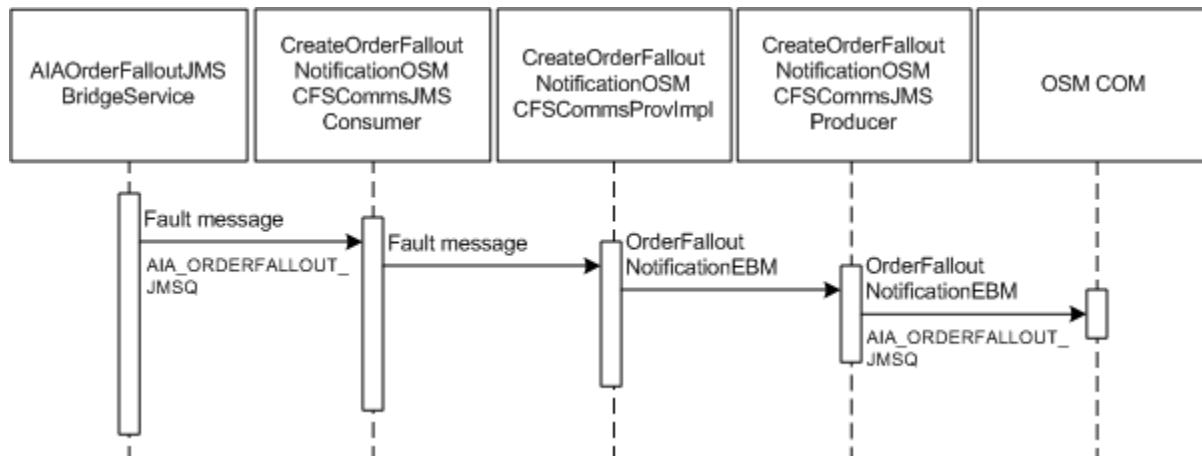 AIAOrderFalloutJMS
BridgeService
CreateOrderFallout
NotificationOSM
CFSCommsJMS
Consumer
CreateOrderFallout
NotificationOSM
CFSCommsProvImpl
CreateOrderFallout
NotificationOSM
CFSCommsJMS
Producer
OSM COM
Fault message
AIA_ORDERFALLOUT_
JMSQ
Fault message
OrderFallout
NotificationEBM
OrderFallout
NotificationEBM
AIA_ORDERFALLOUT_
JMSQ